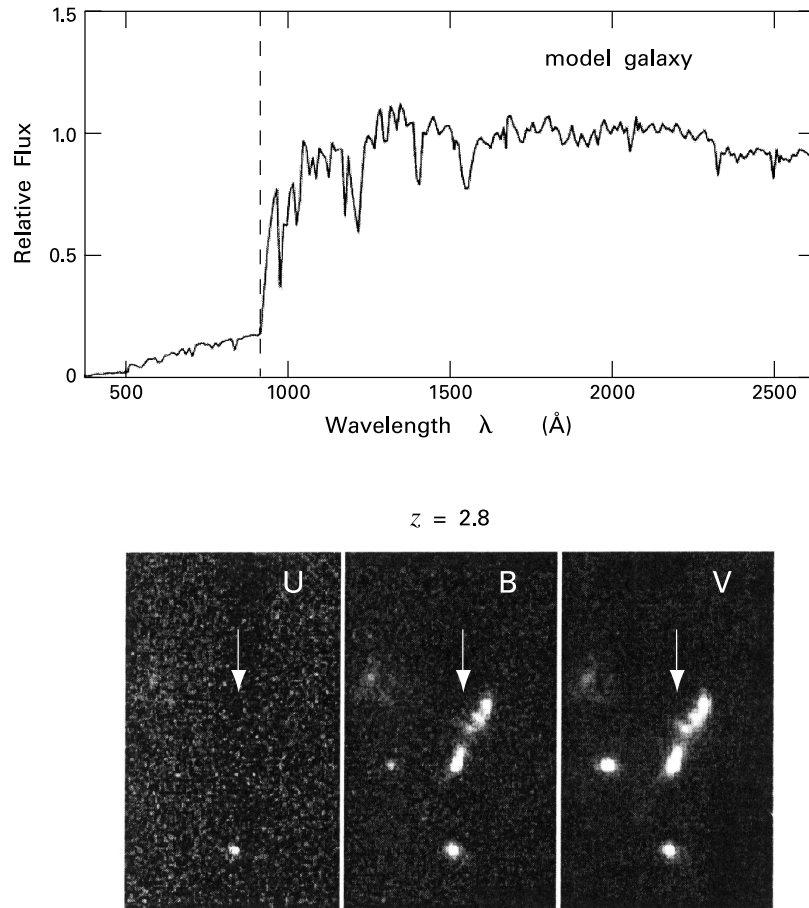 1.5
model galaxy
1.0
Relative Flux
0.5
0
500 1000 1500 2000 2500
Wavelength λ (Å)
z = 2.8
U B V